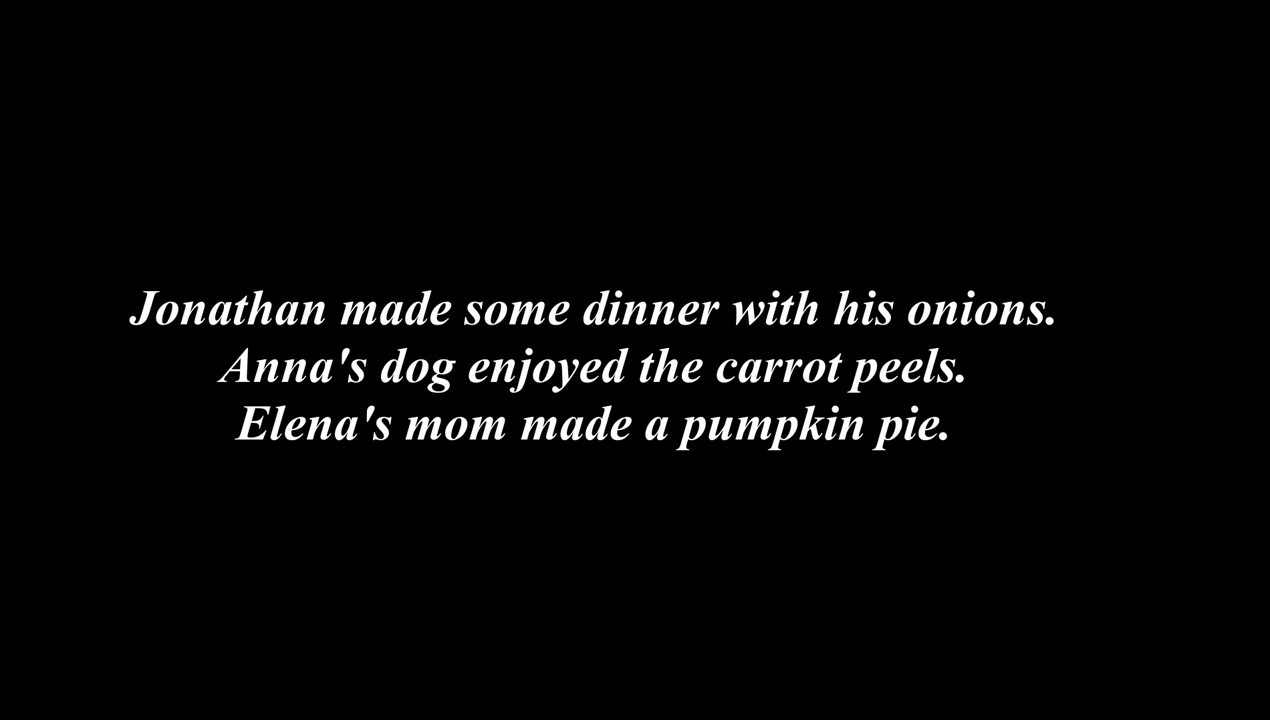 Jonathan made some dinner with his onions.
Anna's dog enjoyed the carrot peels.
Elena's mom made a pumpkin pie.